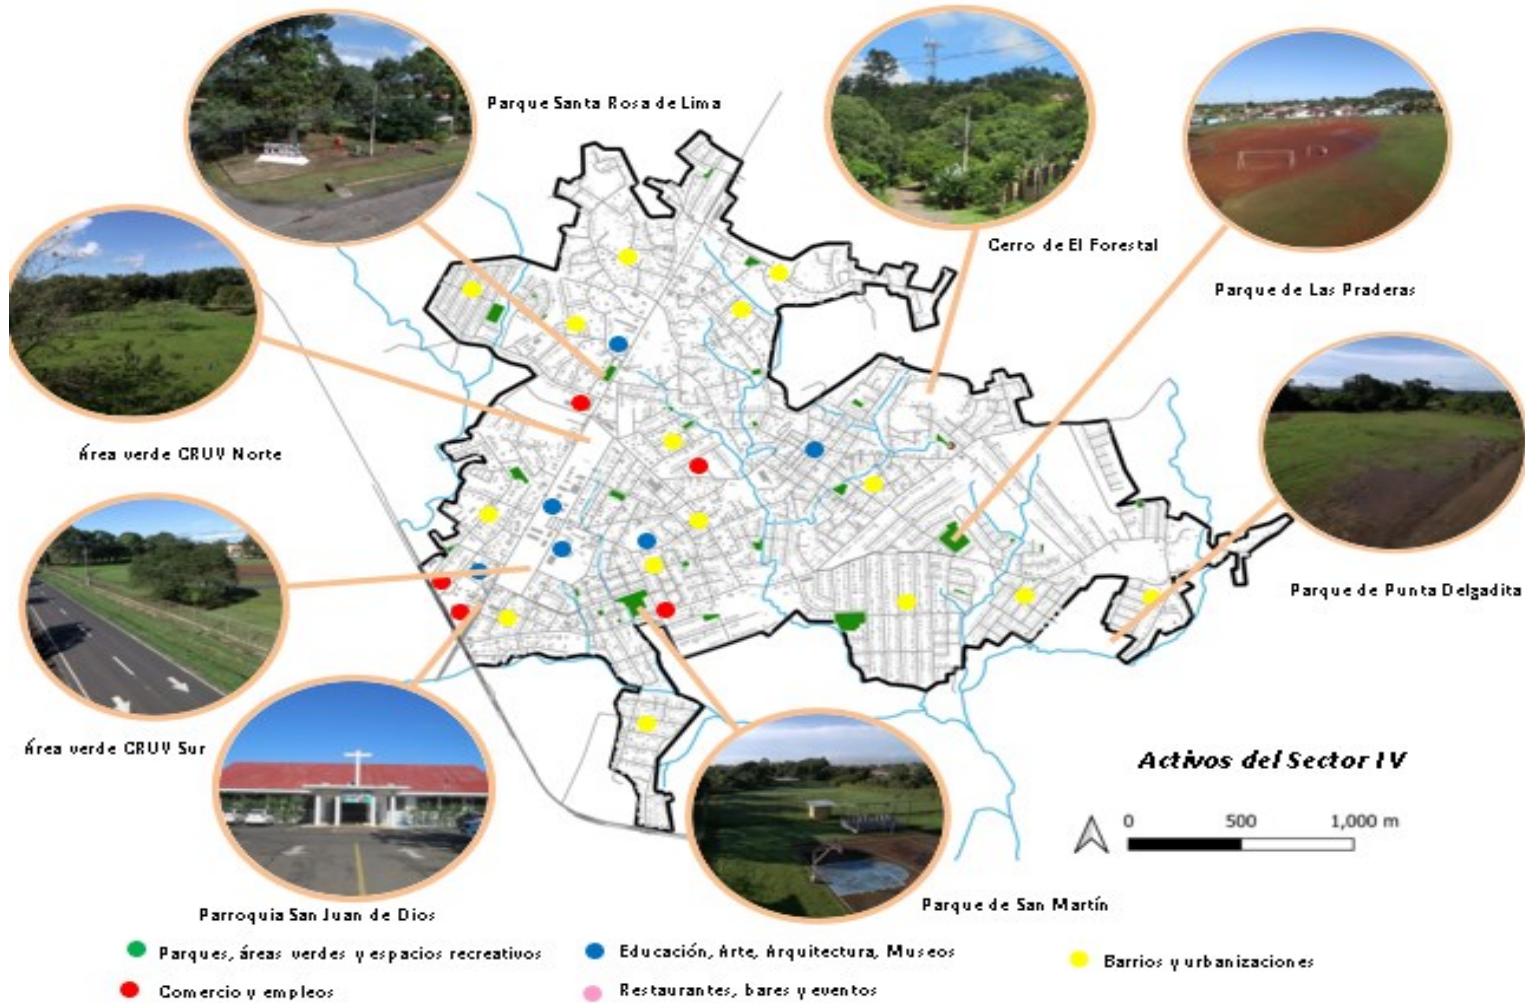 Parque Santa Rosa de Lima
Cerro de El Forestal
Parque de Las Praderas
Área verde CRUV Norte
Parque de Punta Delgadita
Área verde CRUV Sur
Activos del Sector IV
0 500 1,000 m
Parroquia San Juan de Dios
Parque de San Martín
Parques, áreas verdes y espacios recreativos
Educación, Arte, Arquitectura, Museos
Barrios y urbanizaciones
Comercio y empleos
Restaurantes, bares y eventos